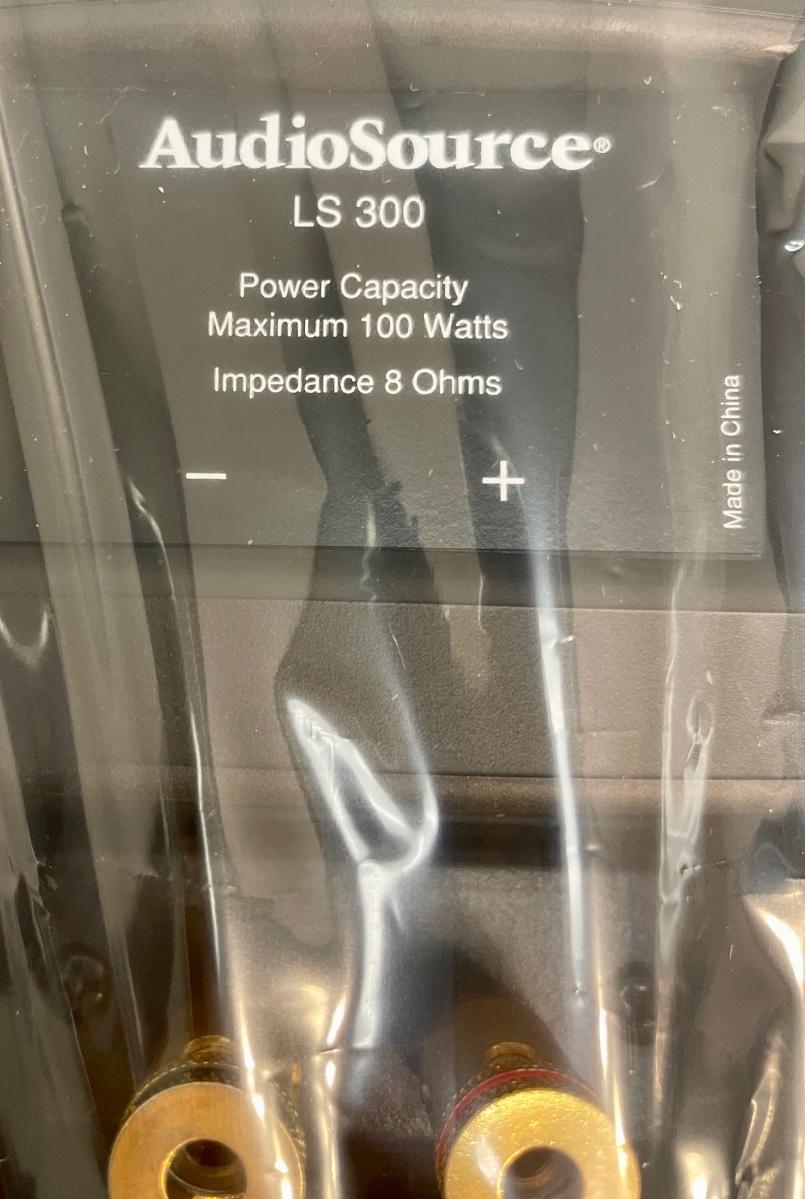 AudioSource®
LS 300
Power Capacity
Maximum 100 Watts
Impedance 8 Ohms
− +
Made in China